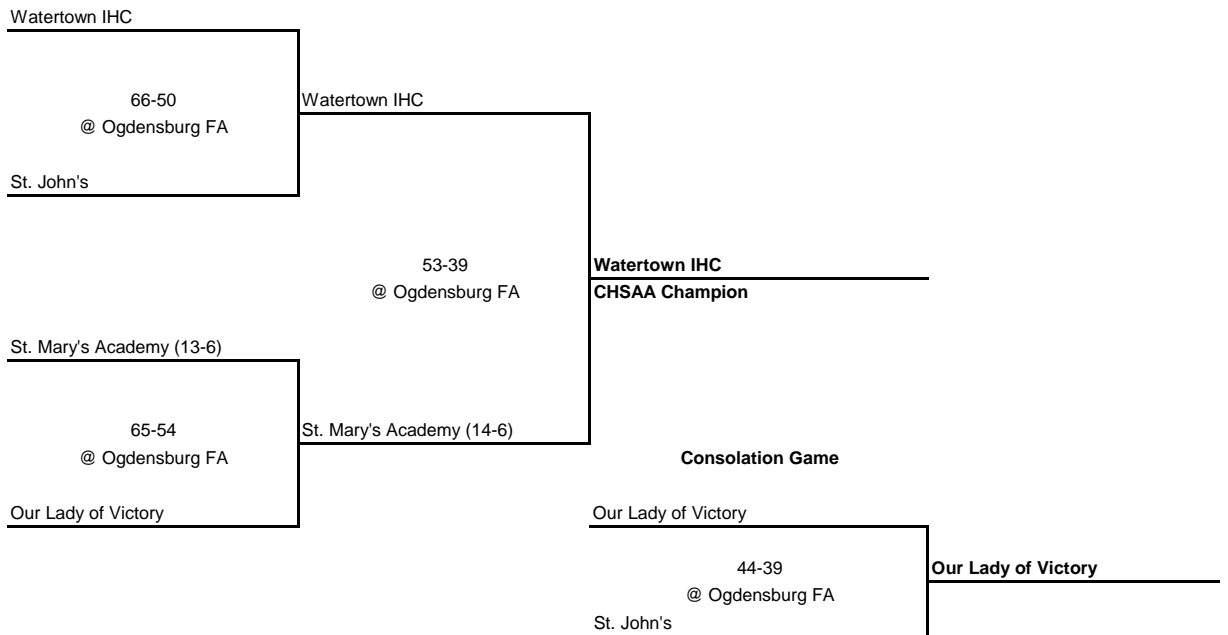 Watertown IHC
66-50
@ Ogdensburg FA
Watertown IHC
St. John's
53-39
@ Ogdensburg FA
Watertown IHC
CHSAA Champion
St. Mary's Academy (13-6)
65-54
@ Ogdensburg FA
St. Mary's Academy (14-6)
Consolation Game
Our Lady of Victory
Our Lady of Victory
44-39
@ Ogdensburg FA
Our Lady of Victory
St. John's